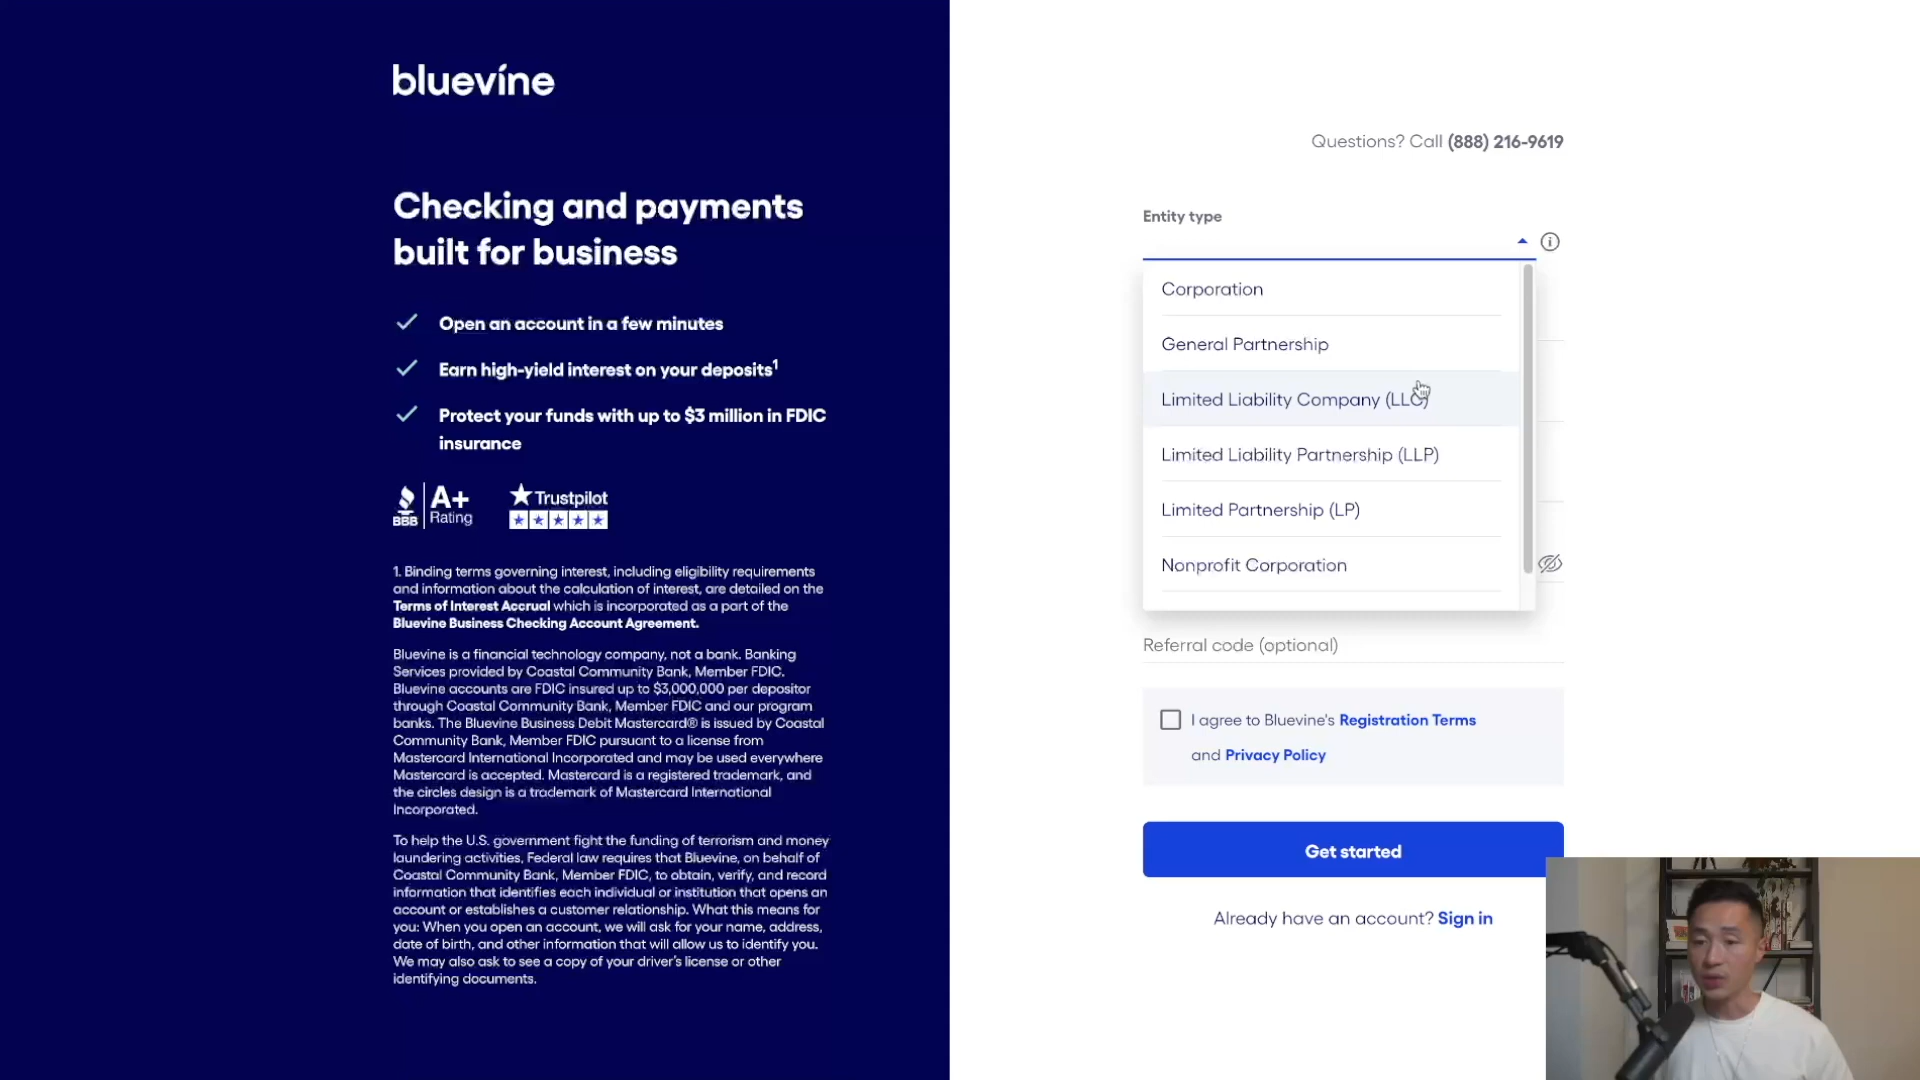 bluevine
Checking and payments
built for business
Open an account in a few minutes
Earn high-yield interest on your deposits1
Protect your funds with up to $3 million in FDIC
insurance
BBB
A+
Rating
Trustpilot
1. Binding terms governing interest, including eligibility requirements
and information about the calculation of interest, are detailed on the
Terms of Interest Accrual which is incorporated as a part of the
Bluevine Business Checking Account Agreement.
Bluevine is a financial technology company, not a bank. Banking
Services provided by Coastal Community Bank, Member FDIC.
Bluevine accounts are FDIC insured up to $3,000,000 per depositor
through Coastal Community Bank, Member FDIC and our program
banks. The Bluevine Business Debit Mastercard® is issued by Coastal
Community Bank, Member FDIC pursuant to a license from
Mastercard International Incorporated and may be used everywhere
Mastercard is accepted. Mastercard is a registered trademark, and
the circles design is a trademark of Mastercard International
Incorporated.
To help the U.S. government fight the funding of terrorism and money
laundering activities, Federal law requires that Bluevine, on behalf of
Coastal Community Bank, Member FDIC, to obtain, verify, and record
information that identifies each individual or institution that opens an
account or establishes a customer relationship. What this means for
you: When you open an account, we will ask for your name, address,
date of birth, and other information that will allow us to identify you.
We may also ask to see a copy of your driver's license or other
identifying documents.
Questions? Call (888) 216-9619
Entity type
Corporation
General Partnership
Limited Liability Company (LLC)
Limited Liability Partnership (LLP)
Limited Partnership (LP)
Nonprofit Corporation
Referral code (optional)
I agree to Bluevine's Registration Terms
and Privacy Policy
Get started
Already have an account? Sign in